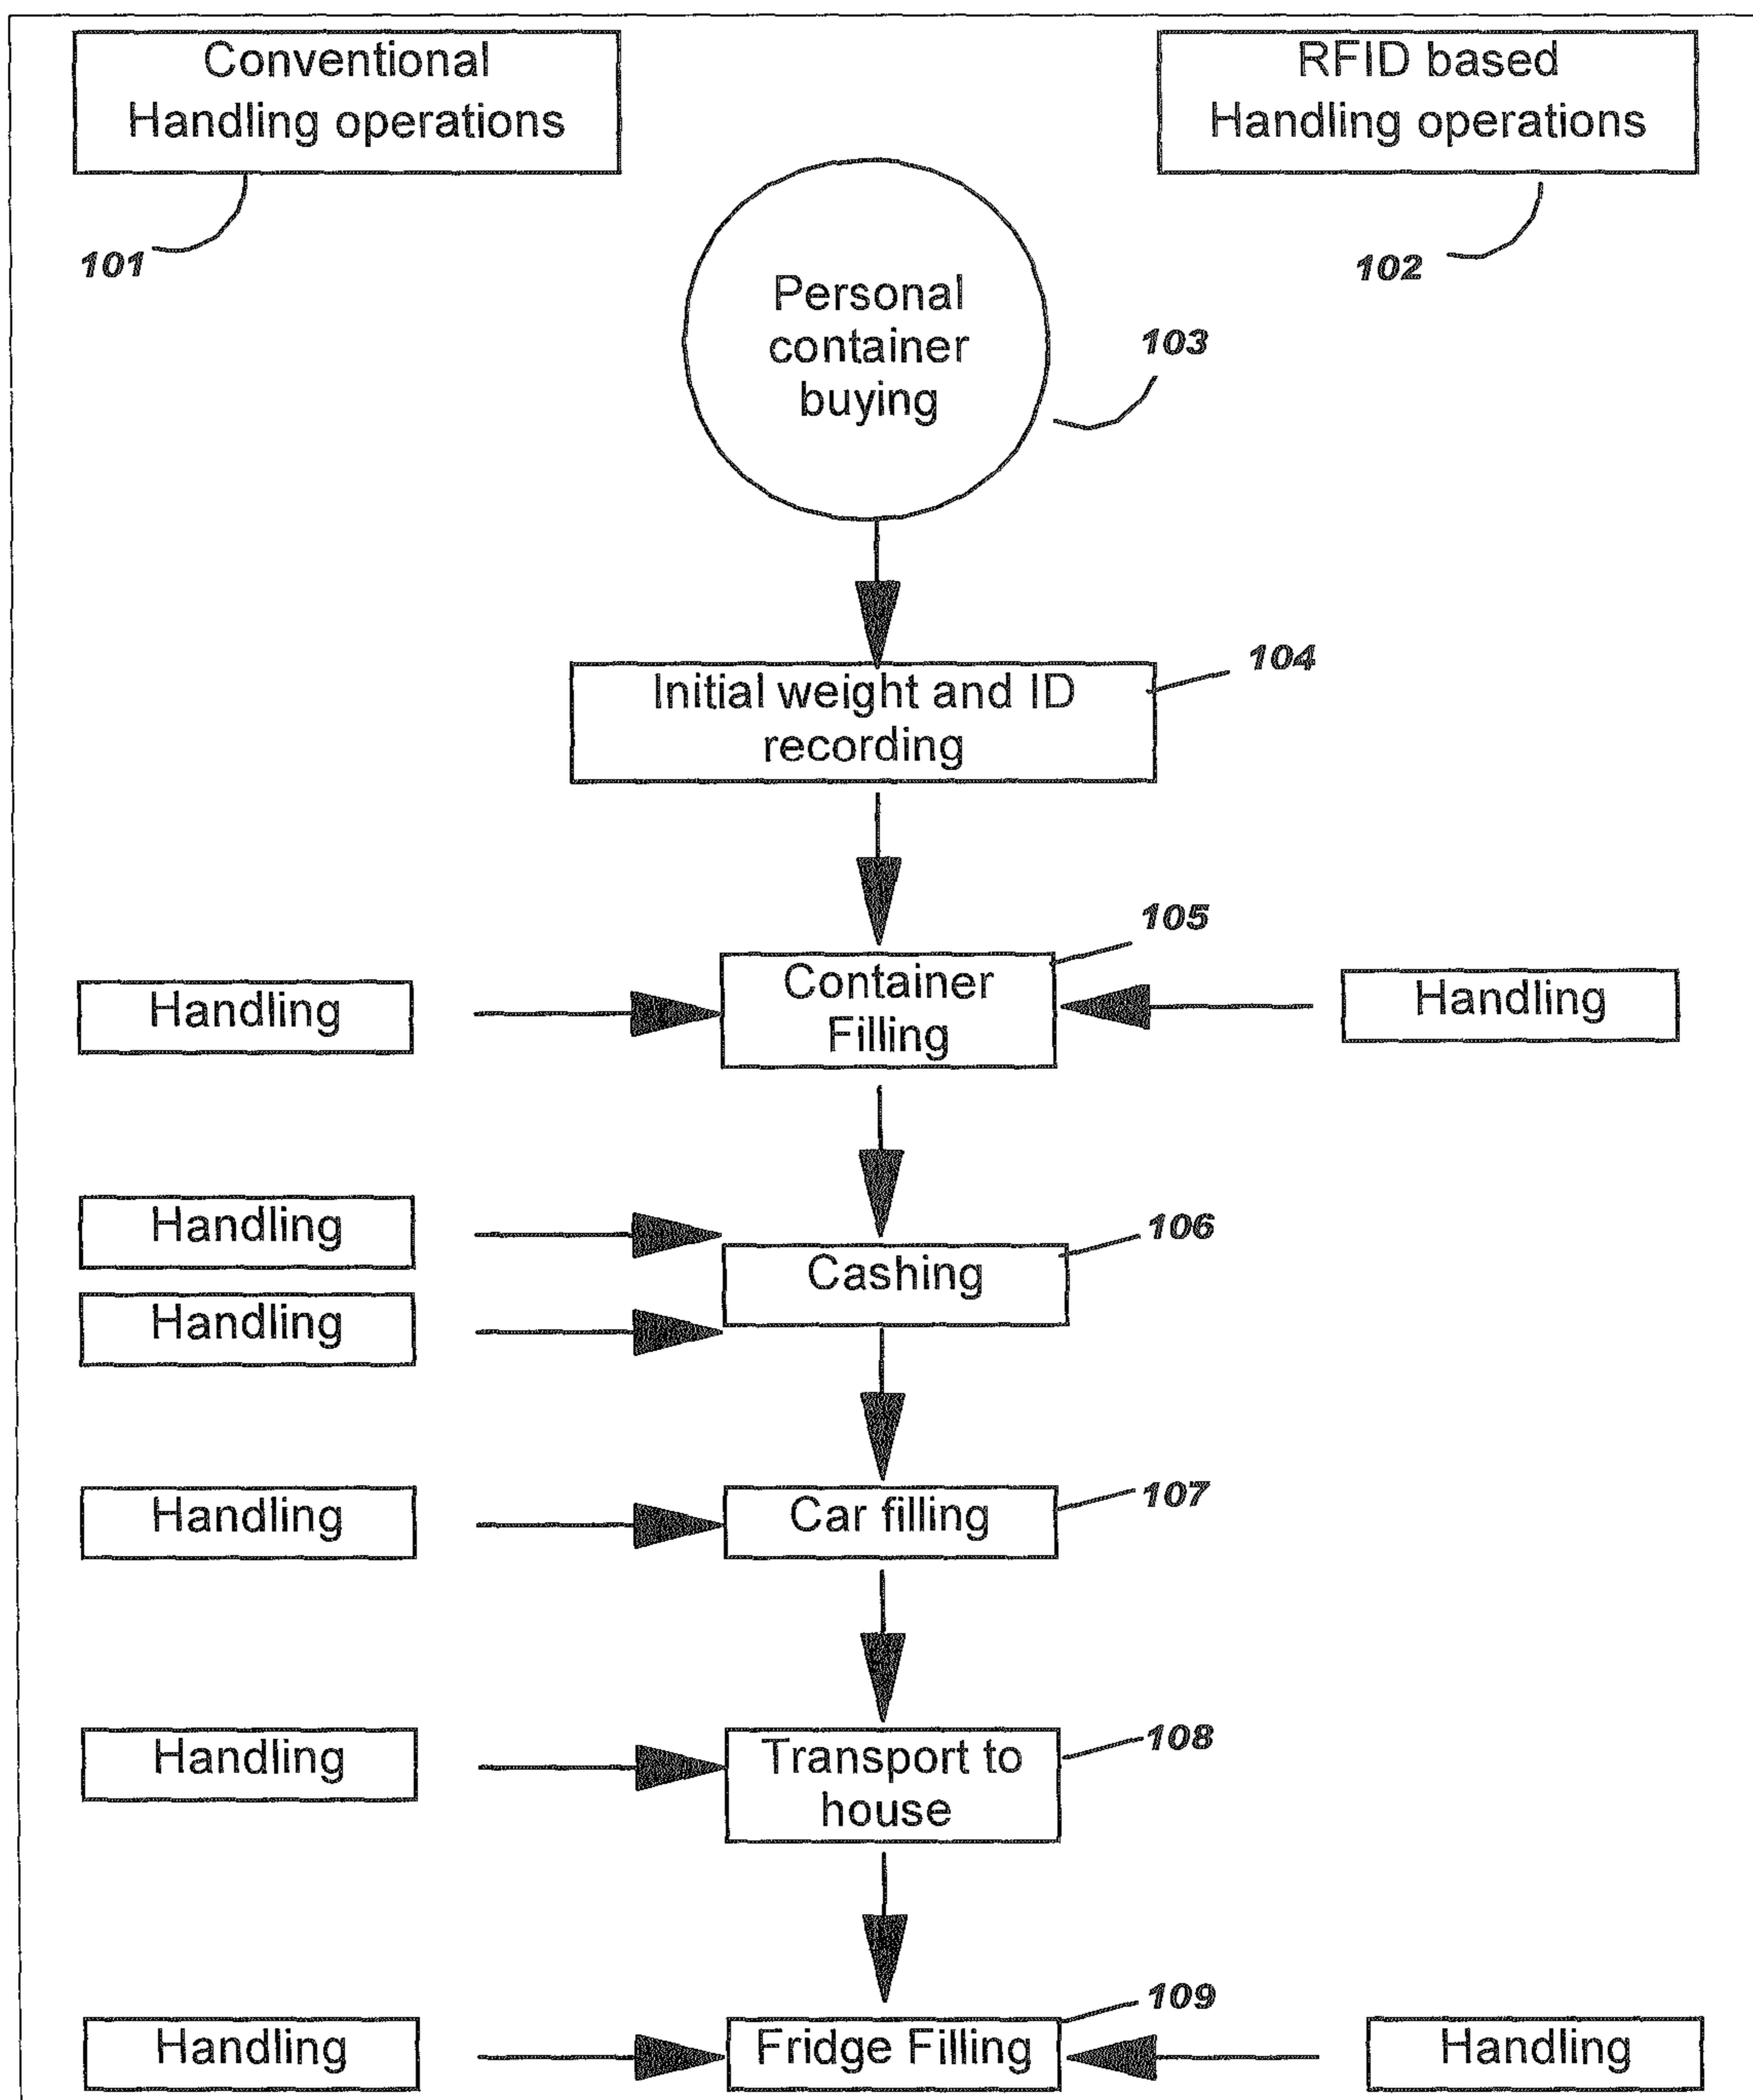 Conventional
Handling operations
RFID based
Handling operations
101
102
Personal
container
buying
103
104
Initial weight and ID
recording
105
Handling
Container
Filling
Handling
Handling
106
Cashing
Handling
Handling
Car filling
107
Handling
Transport to
house
108
109
Handling
Fridge Filling
Handling